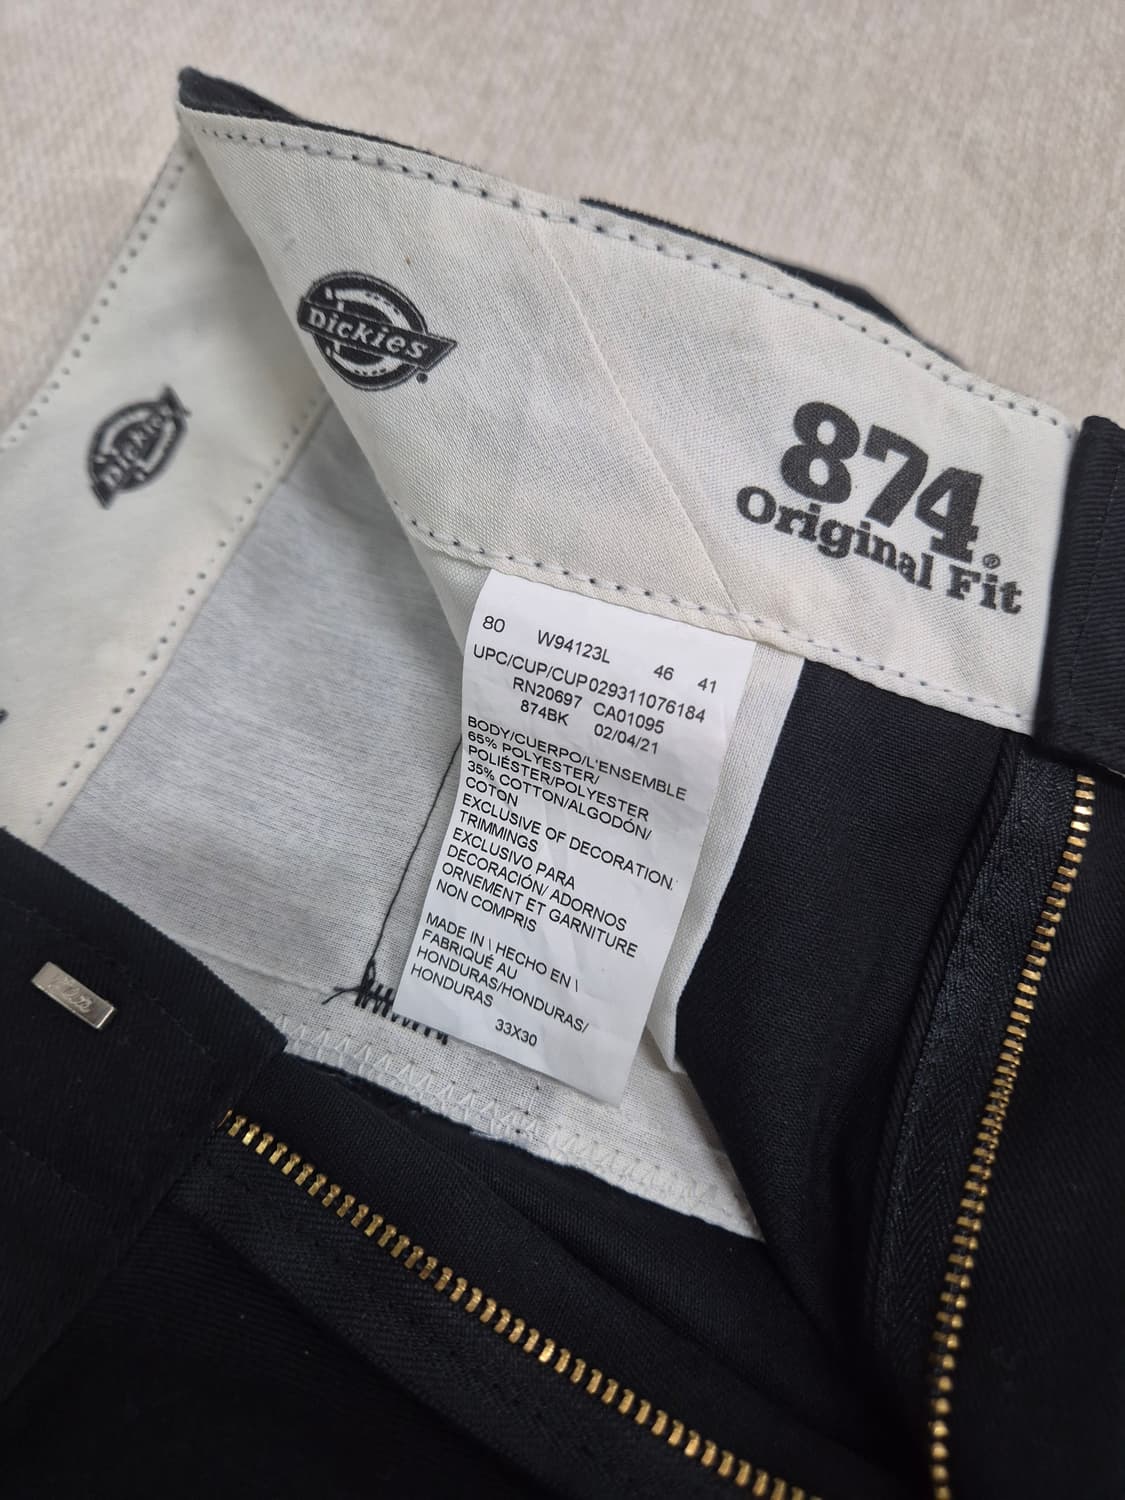 Dickies
Dickies
874®
Original Fit
80 W94123L 46 41
UPC/CUP/CUP029311076184
RN20697 CA01095
874BK 02/04/21
BODY/CUERPO/L'ENSEMBLE
65% POLYESTER/
POLIÉSTER/POLYESTER
35% COTTON/ALGODÓN/
COTON
EXCLUSIVE OF DECORATION.
TRIMMINGS
EXCLUSIVO PARA
DECORACIÓN/ ADORNOS
ORNEMENT ET GARNITURE
NON COMPRIS
MADE IN \ HECHO EN \
FABRIQUÉ AU
HONDURAS/HONDURAS/
HONDURAS
33X30